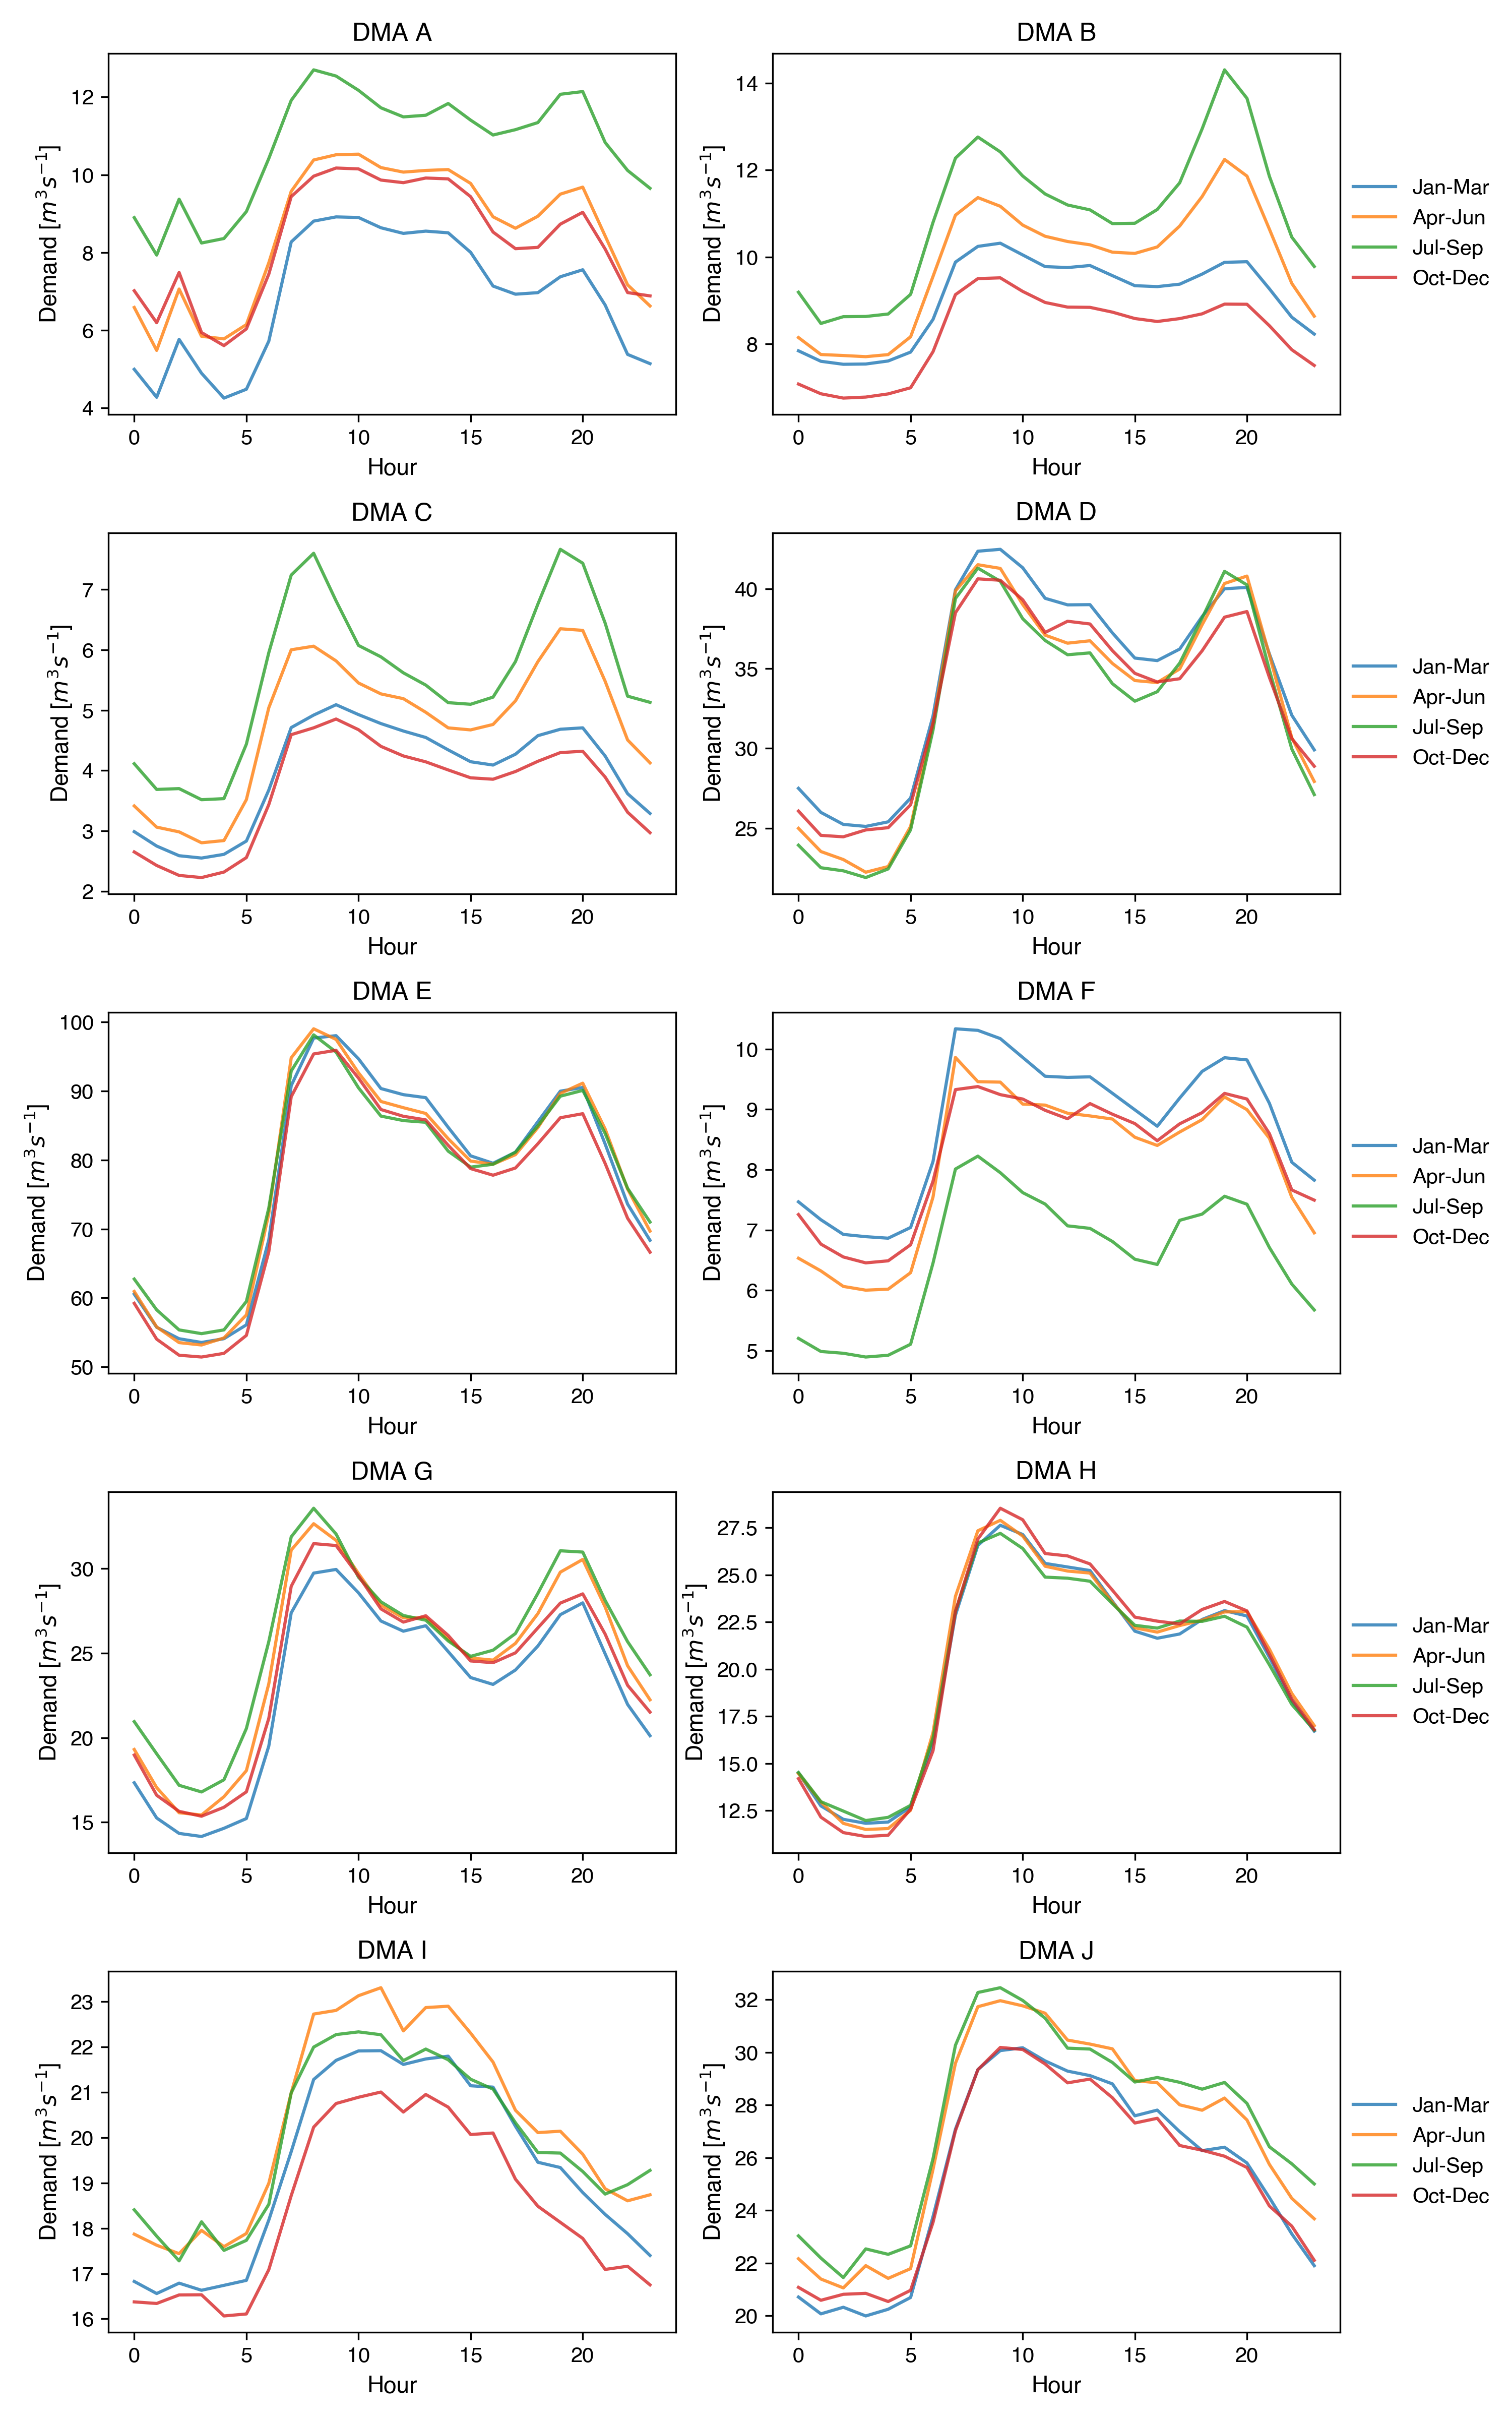 DMA A
Demand [m³s⁻¹]
12
10
8
6
4
0 5 10 15 20
Hour
DMA B
Demand [m³s⁻¹]
14
12
10
8
0 5 10 15 20
Hour
Jan-Mar
Apr-Jun
Jul-Sep
Oct-Dec
DMA C
Demand [m³s⁻¹]
7
6
5
4
3
2
0 5 10 15 20
Hour
DMA D
Demand [m³s⁻¹]
40
35
30
25
0 5 10 15 20
Hour
Jan-Mar
Apr-Jun
Jul-Sep
Oct-Dec
DMA E
Demand [m³s⁻¹]
100
90
80
70
60
50
0 5 10 15 20
Hour
DMA F
Demand [m³s⁻¹]
10
9
8
7
6
5
0 5 10 15 20
Hour
Jan-Mar
Apr-Jun
Jul-Sep
Oct-Dec
DMA G
Demand [m³s⁻¹]
30
25
20
15
0 5 10 15 20
Hour
DMA H
Demand [m³s⁻¹]
27.5
25.0
22.5
20.0
17.5
15.0
12.5
0 5 10 15 20
Hour
Jan-Mar
Apr-Jun
Jul-Sep
Oct-Dec
DMA I
Demand [m³s⁻¹]
23
22
21
20
19
18
17
16
0 5 10 15 20
Hour
DMA J
Demand [m³s⁻¹]
32
30
28
26
24
22
20
0 5 10 15 20
Hour
Jan-Mar
Apr-Jun
Jul-Sep
Oct-Dec